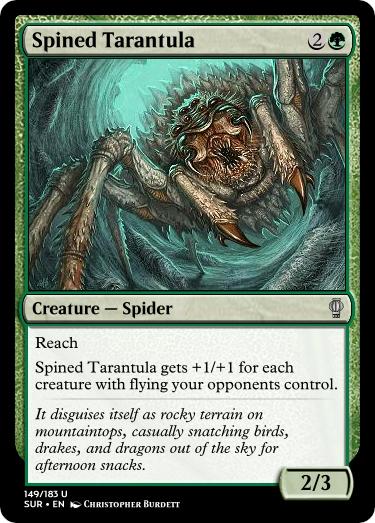 Spined Tarantula 2
Creature — Spider
Reach
Spined Tarantula gets +1/+1 for each
creature with flying your opponents control.
It disguises itself as rocky terrain on
mountaintops, casually snatching birds,
drakes, and dragons out of the sky for
afternoon snacks.
2/3
149/183 U
SUR • EN Christopher Burdett